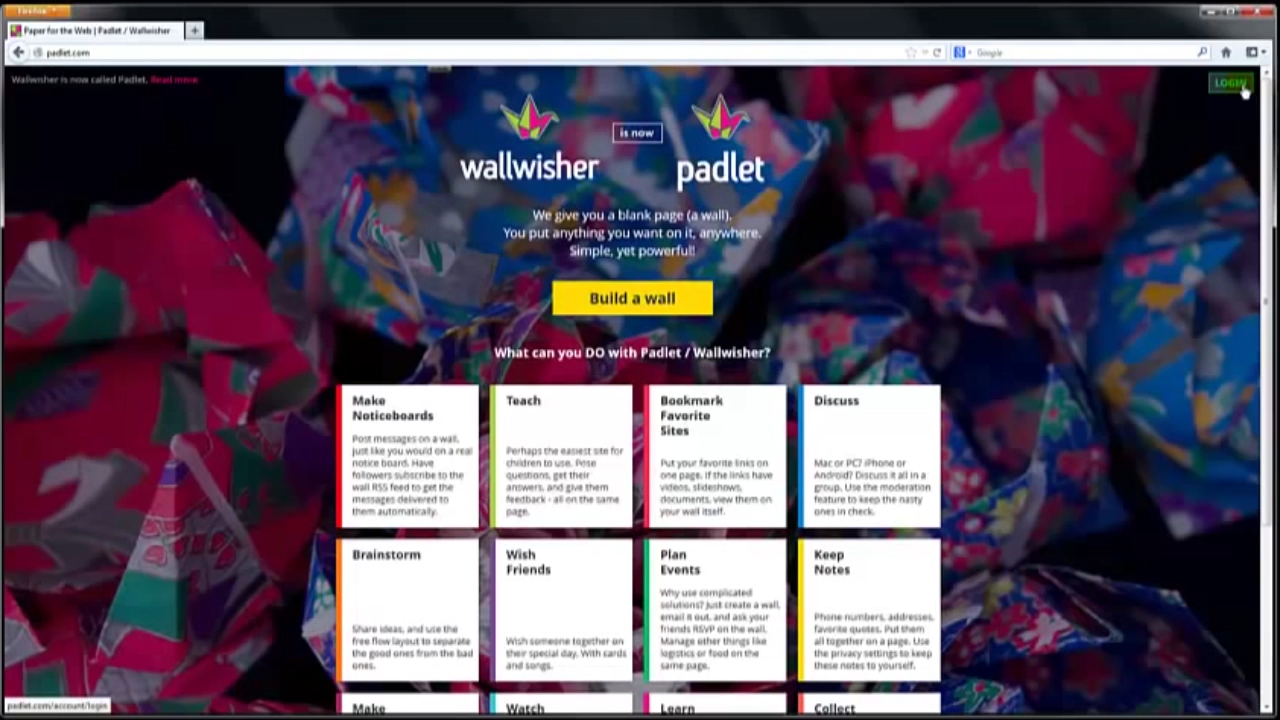 Firefox
Paper for the Web | Padlet / Wallwisher
padlet.com
Google
Wallwisher is now called Padlet. Read more
LOGIN
wallwisher
is now
padlet
We give you a blank page (a wall).
You put anything you want on it, anywhere.
Simple, yet powerful!
Build a wall
What can you DO with Padlet / Wallwisher?
Make
Noticeboards
Post messages on a wall,
just like you would on a real
notice board. Have
followers subscribe to the
wall RSS feed to get the
messages delivered to
them automatically.
Teach
Perhaps the easiest site for
children to use. Pose
questions, get their
answers, and give them
feedback - all on the same
page.
Bookmark
Favorite
Sites
Put your favorite links on
one page. If the links have
videos, slideshows,
documents, view them on
your wall itself.
Discuss
Mac or PC? iPhone or
Android? Discuss it all in a
group. Use the moderation
feature to keep the nasty
ones in check.
Brainstorm
Share ideas, and use the
free flow layout to separate
the good ones from the bad
ones.
Wish
Friends
Wish someone together on
their special day. With cards
and songs.
Plan
Events
Why use complicated
solutions? Just create a wall,
email it out, and ask your
friends RSVP on the wall.
Manage other things like
logistics or food on the
same page.
Keep
Notes
Phone numbers, addresses,
favorite quotes. Put them
all together on a page. Use
the privacy settings to keep
these notes to yourself.
Make
Watch
Learn
Collect
padlet.com/account/login